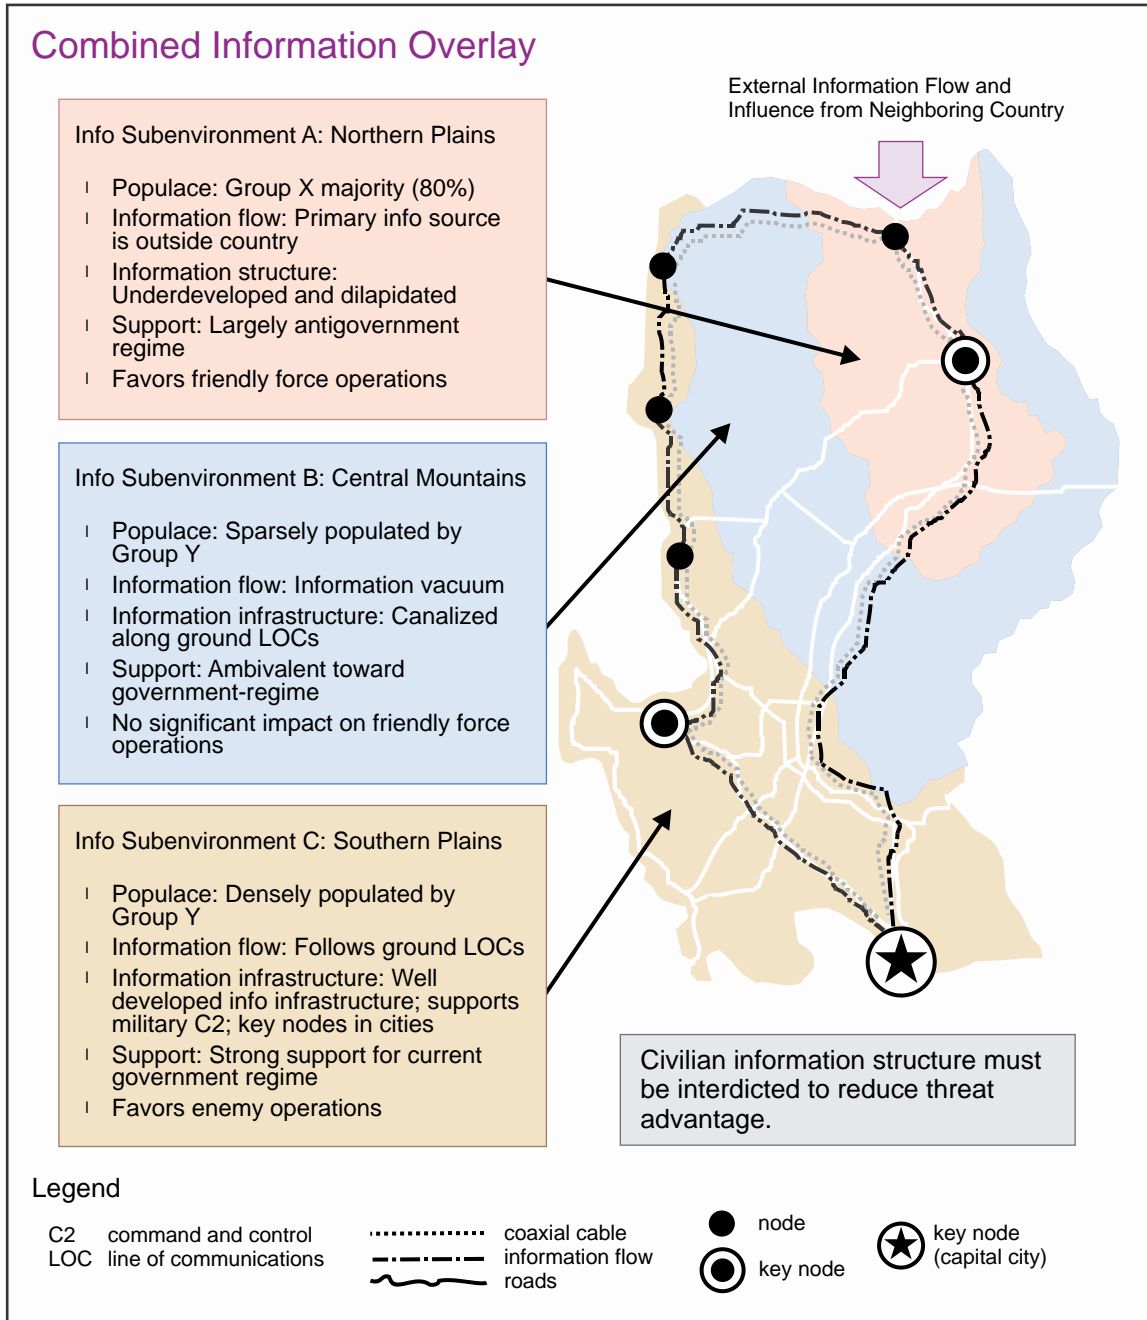 Combined Information Overlay
External Information Flow and
Influence from Neighboring Country
Info Subenvironment A: Northern Plains
l Populace: Group X majority (80%)
l Information flow: Primary info source
is outside country
l Information structure:
Underdeveloped and dilapidated
l Support: Largely antigovernment
regime
l Favors friendly force operations
Info Subenvironment B: Central Mountains
l Populace: Sparsely populated by
Group Y
l Information flow: Information vacuum
l Information infrastructure: Canalized
along ground LOCs
l Support: Ambivalent toward
government-regime
l No significant impact on friendly force
operations
Info Subenvironment C: Southern Plains
l Populace: Densely populated by
Group Y
l Information flow: Follows ground LOCs
l Information infrastructure: Well
developed info infrastructure; supports
military C2; key nodes in cities
l Support: Strong support for current
government regime
l Favors enemy operations
Civilian information structure must
be interdicted to reduce threat
advantage.
Legend
C2 command and control
LOC line of communications
coaxial cable
information flow
roads
node
key node
key node
(capital city)